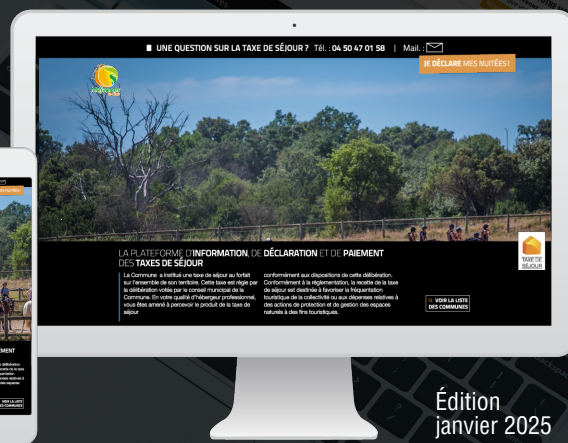 UNE QUESTION SUR LA TAXE DE SÉJOUR ? Tél. : 04 50 47 01 58 | Mail. :
JE DÉCLARE MES NUITÉES !
LA PLATEFORME D'INFORMATION, DE DÉCLARATION ET DE PAIEMENT
DES TAXES DE SÉJOUR
La Commune a institué une taxe de séjour au forfait
sur l'ensemble de son territoire. Cette taxe est régie par
la délibération votée par le conseil municipal de la
Commune. En votre qualité d'hébergeur professionnel,
vous êtes amené à percevoir le produit de la taxe de
séjour
conformément aux dispositions de cette délibération.
Conformément à la réglementation, la recette de la taxe
de séjour est destinée à favoriser la fréquentation
touristique de la collectivité ou aux dépenses relatives à
des actions de protection et de gestion des espaces
naturels à des fins touristiques.
TAXE DE
SÉJOUR
VOIR LA LISTE
DES COMMUNES
VOIR LA LISTE
DES COMMUNES
Édition
janvier 2025